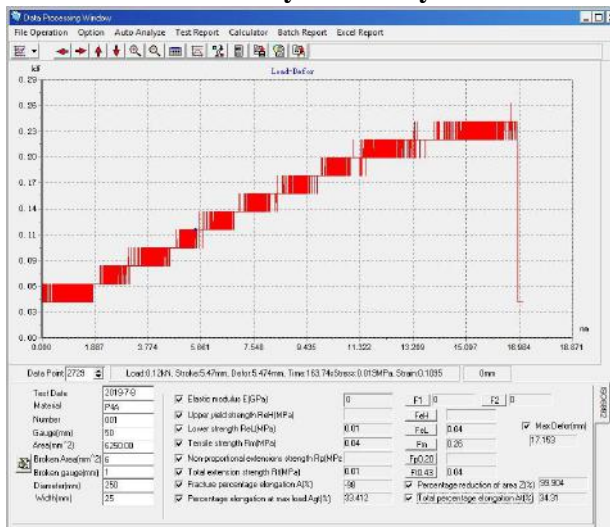 Data Processing Window
File Operation Option Auto Analyze Test Report Calculator Batch Report Excel Report
Load-Defor
0.29
0.26
0.23
0.20
0.17
0.14
0.12
0.09
0.06
0.03
0.00
0.000 1.887 3.774 5.661 7.548 9.435 11.322 13.209 15.097 16.984 18.871
Data Point 2729 Load:0.12kN, Stroke:5.47mm, Defor:5.474mm, Time:163.74s Stress:0.019MPa, Strain:0.1095 0mm
Test Date 2019-7-9
Material P4A
Number 001
Gauge(mm) 50
Area(mm^2) 6250.00
Broken Area(mm^2) 6
Broken gauge(mm) 1
Diameter(mm) 250
Width(mm) 25
Elastic modulus E(GPa) 0
Upper yield strength ReH(MPa)
Lower strength ReL(MPa) 0.01
Tensile strength Rm(MPa) 0.04
Non-proportional extensions strength Rp(MPa
Total extension strength Rt(MPa) 0.01
Fracture percentage elongation A(%) -98
Percentage elongation at max load Agt(%) 33.412
F1 0 F2 0
FeH
FeL 0.04
Fm 0.26
Fp0.20
Max Defor(mm)
17.153
Percentage reduction of area Z(%) 99.904
Total percentage elongation At(%) 34.31